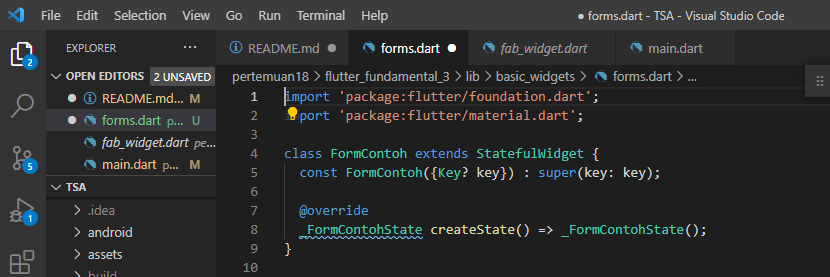 File Edit Selection View Go Run Terminal Help ● forms.dart - TSA - Visual Studio Code
EXPLORER ...
README.md ● forms.dart ● fab_widget.dart main.dart
OPEN EDITORS 2 UNSAVED
pertemuan18 > flutter_fundamental_3 > lib > basic_widgets > forms.dart > ...
● README.md... M
● forms.dart p... U
fab_widget.dart pe...
main.dart p... M
TSA
> .idea
> android
> assets
> build
2
5
1
1 import 'package:flutter/foundation.dart';
2 import 'package:flutter/material.dart';
3
4 class FormContoh extends StatefulWidget {
5 const FormContoh({Key? key}) : super(key: key);
6
7 @override
8 _FormContohState createState() => _FormContohState();
9 }
10